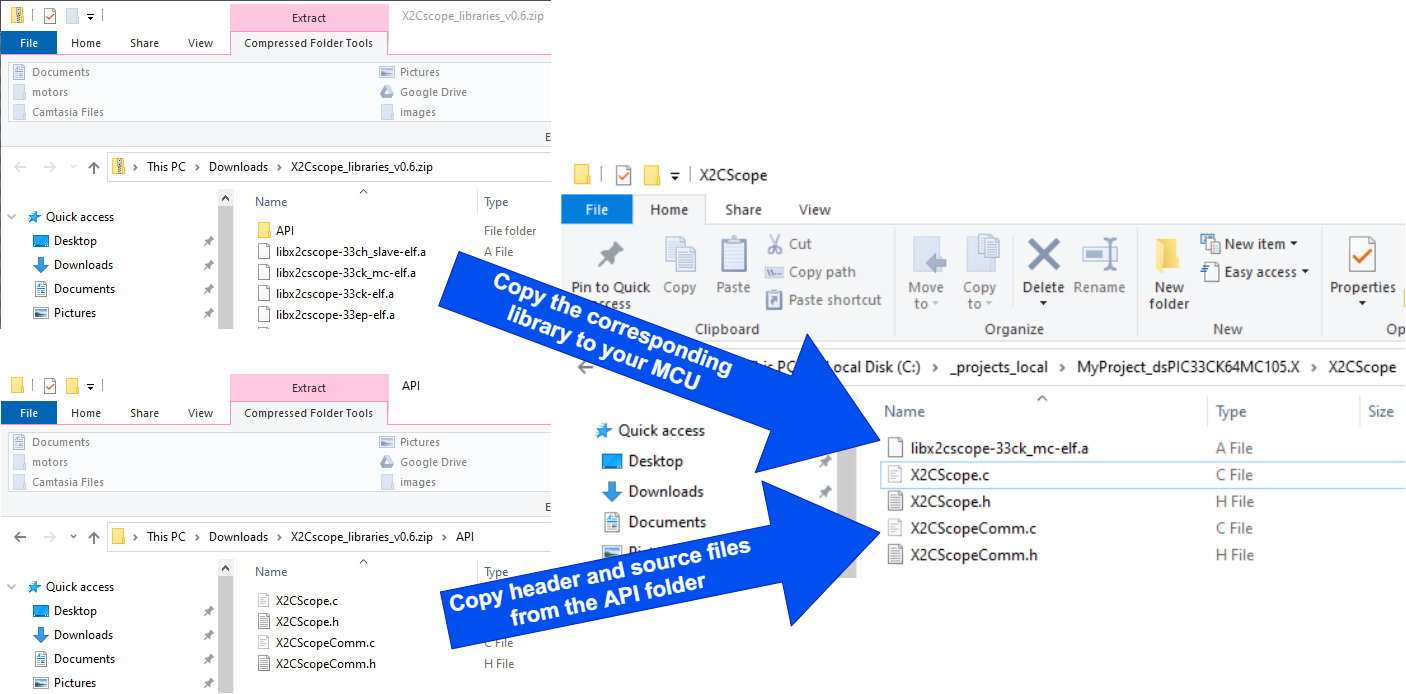 Extract
X2Cscope_libraries_v0.6.zip
File
Home
Share
View
Compressed Folder Tools
Documents
Pictures
motors
Google Drive
Camtasia Files
images
E
This PC > Downloads > X2Cscope_libraries_v0.6.zip
Name
Type
Quick access
Desktop
Downloads
Documents
Pictures
API
File folder
libx2cscope-33ch_slave-elf.a
A File
libx2cscope-33ck_mc-elf.a
libx2cscope-33ck-elf.a
libx2cscope-33ep-elf.a
Extract
API
File
Home
Share
View
Compressed Folder Tools
Documents
Pictures
motors
Google Drive
Camtasia Files
images
E
This PC > Downloads > X2Cscope_libraries_v0.6.zip > API
Name
Type
Quick access
Desktop
Downloads
Documents
Pictures
X2CScope.c
X2CScope.h
X2CScopeComm.c
C File
X2CScopeComm.h
H File
Copy the corresponding
library to your MCU
Copy header and source files
from the API folder
X2CScope
File
Home
Share
View
Pin to Quick
Copy
Paste
Cut
Copy path
Paste shortcut
Clipboard
Move
to
Copy
to
Delete
Rename
Organize
New
folder
New item
Easy access
New
Properties
Local Disk (C:) > _projects_local > MyProject_dsPIC33CK64MC105.X > X2CScope
Name
Type
Size
Quick access
Desktop
Downloads
Documents
libx2cscope-33ck_mc-elf.a
A File
X2CScope.c
C File
X2CScope.h
H File
X2CScopeComm.c
C File
X2CScopeComm.h
H File